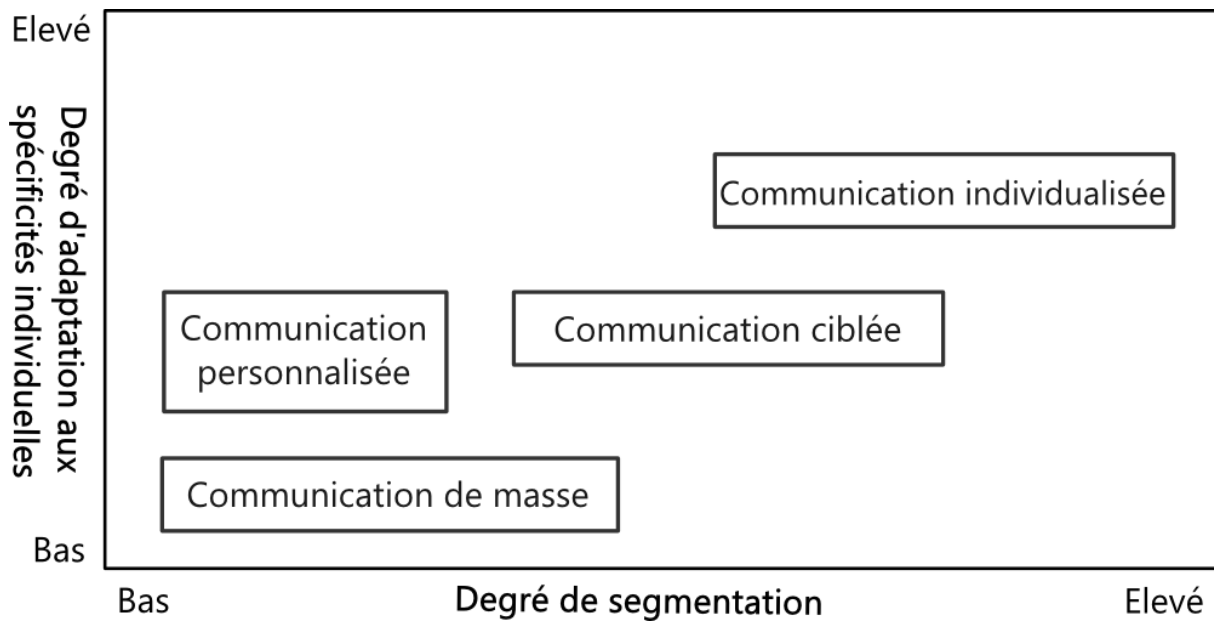 Elevé
Degré d'adaptation aux
spécificités individuelles
Communication individualisée
Communication
personnalisée
Communication ciblée
Communication de masse
Bas
Bas
Degré de segmentation
Elevé